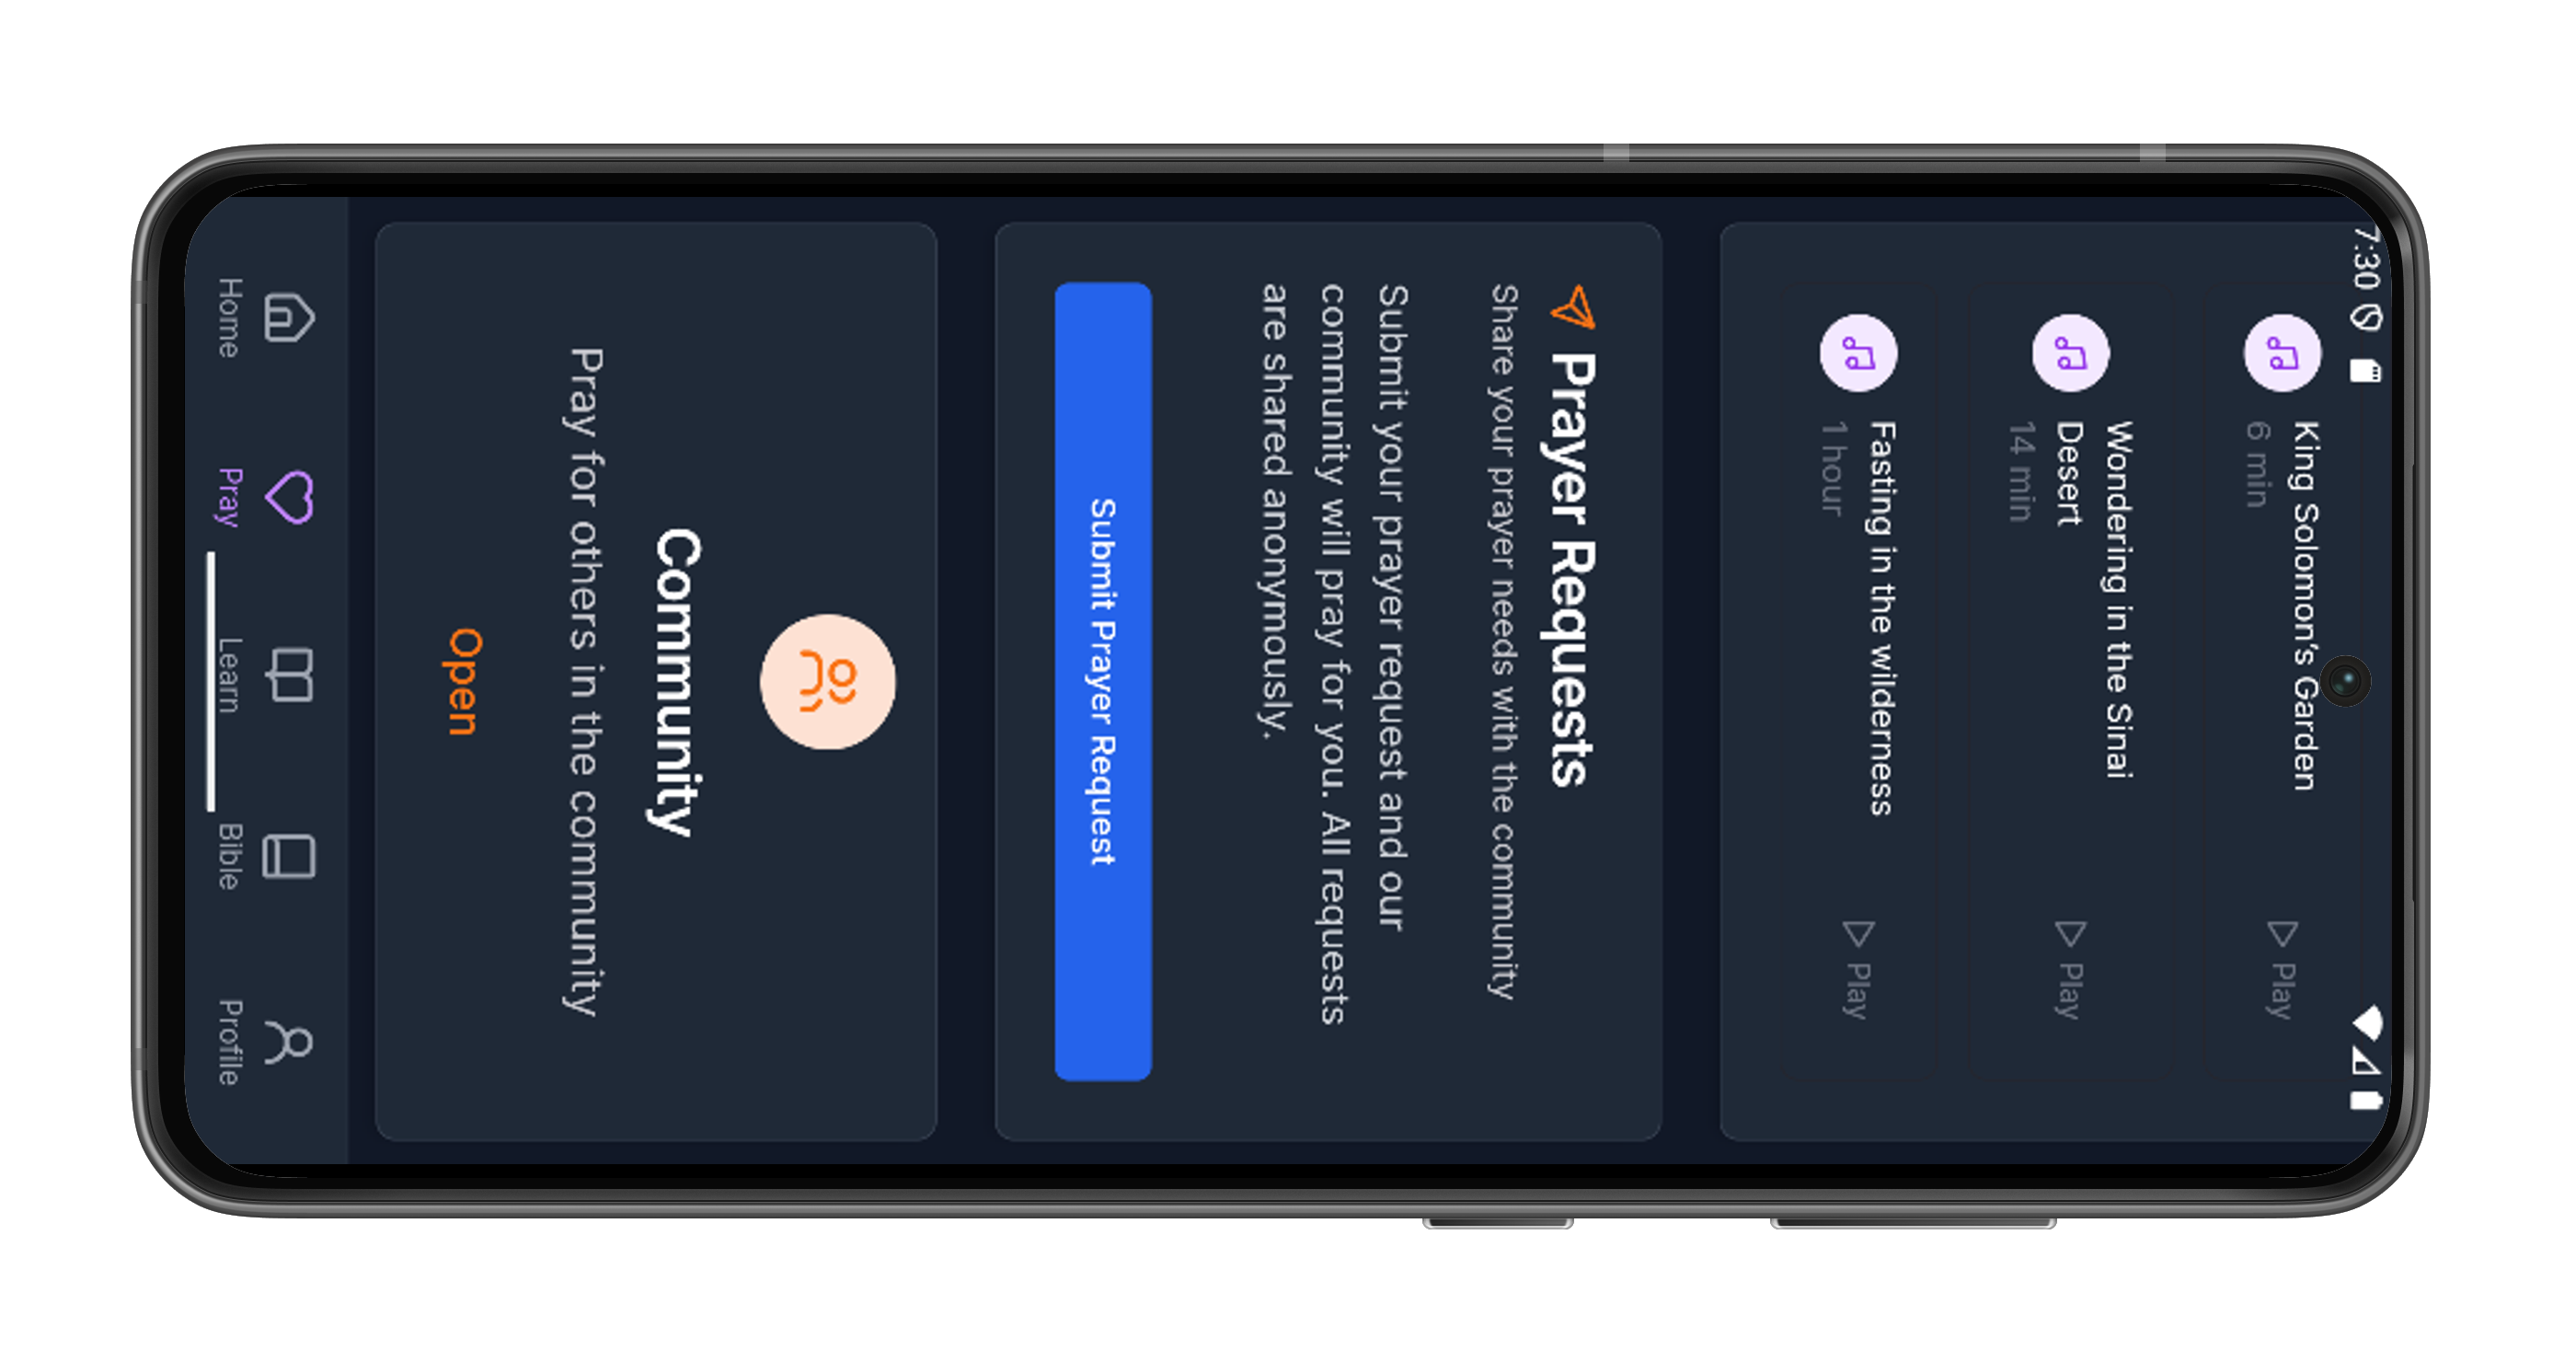 7:30
King Solomon's Garden
6 min
Play
Wondering in the Sinai
Desert
14 min
Play
Fasting in the wilderness
1 hour
Play
Prayer Requests
Share your prayer needs with the community
Submit your prayer request and our
community will pray for you. All requests
are shared anonymously.
Submit Prayer Request
Community
Pray for others in the community
Open
Home
Pray
Learn
Bible
Profile